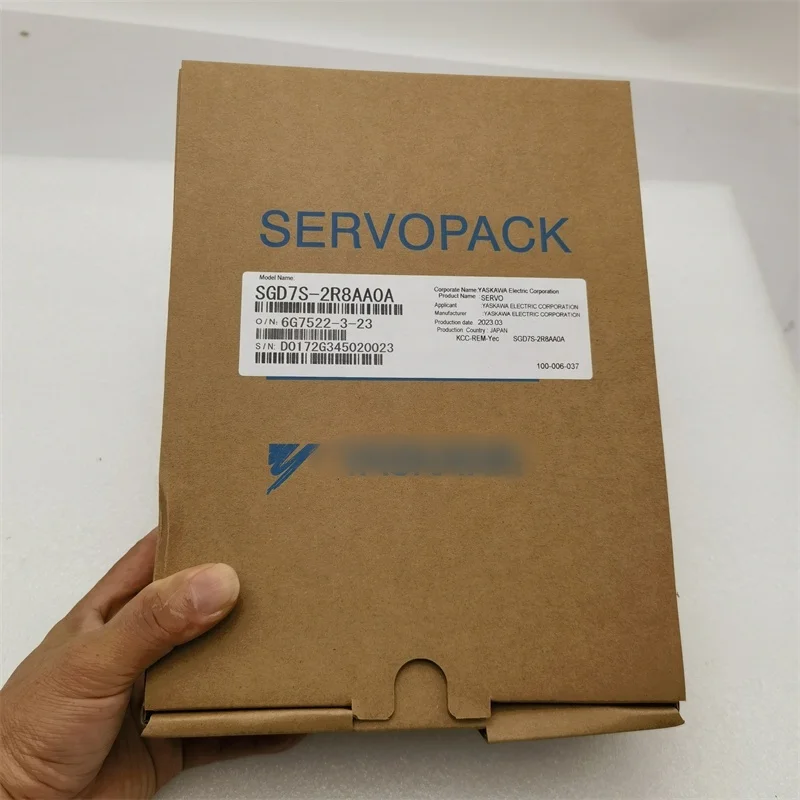 SERVOPACK
Model Name:
SGD7S-2R8AA0A
O/N: 6G7522-3-23
S/N: D0172G345020023
Corporate Name: YASKAWA Electric Corporation
Product Name : SERVO
Applicant : YASKAWA ELECTRIC CORPORATION
Manufacturer : YASKAWA ELECTRIC CORPORATION
Production date : 2023.03
Production Country : JAPAN
KCC-REM-Yec SGD7S-2R8AA0A
100-006-037